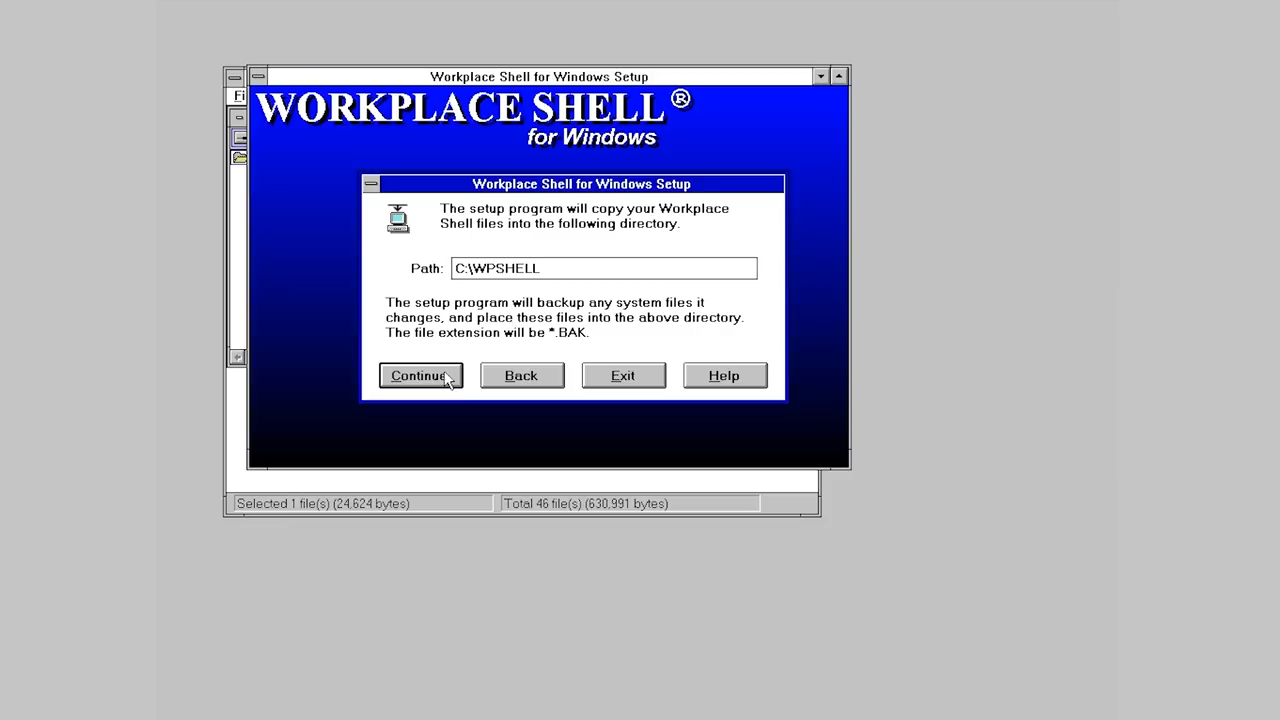 Workplace Shell for Windows Setup
Fi
WORKPLACE SHELL ®
for Windows
Workplace Shell for Windows Setup
The setup program will copy your Workplace
Shell files into the following directory.
Path: C:\WPSHELL
The setup program will backup any system files it
changes, and place these files into the above directory.
The file extension will be *.BAK.
Continue Back Exit Help
Selected 1 file(s) (24,624 bytes) Total 46 file(s) (630,991 bytes)